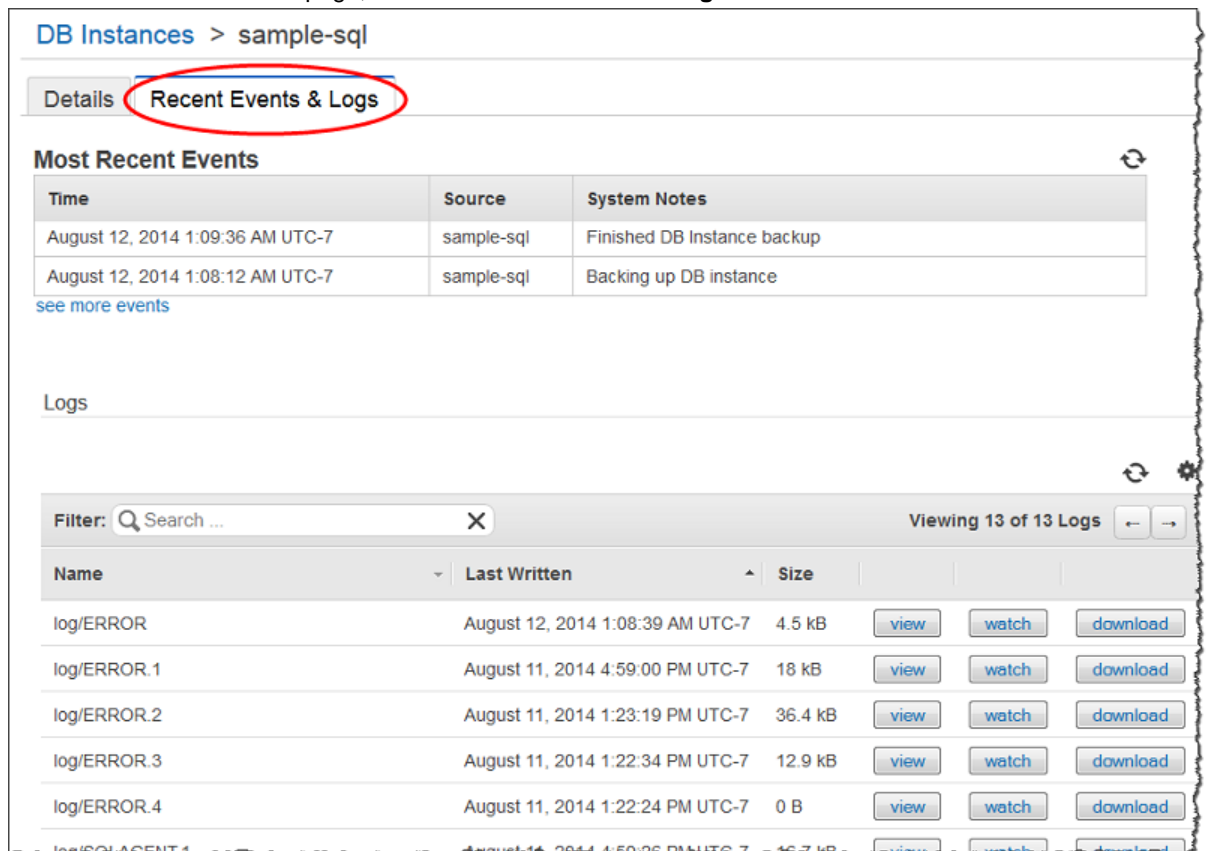 DB Instances > sample-sql
Details Recent Events & Logs
Most Recent Events
Time Source System Notes
August 12, 2014 1:09:36 AM UTC-7 sample-sql Finished DB Instance backup
August 12, 2014 1:08:12 AM UTC-7 sample-sql Backing up DB instance
see more events
Logs
Filter: Search ... Viewing 13 of 13 Logs
Name Last Written Size
log/ERROR August 12, 2014 1:08:39 AM UTC-7 4.5 kB view watch download
log/ERROR.1 August 11, 2014 4:59:00 PM UTC-7 18 kB view watch download
log/ERROR.2 August 11, 2014 1:23:19 PM UTC-7 36.4 kB view watch download
log/ERROR.3 August 11, 2014 1:22:34 PM UTC-7 12.9 kB view watch download
log/ERROR.4 August 11, 2014 1:22:24 PM UTC-7 0 B view watch download